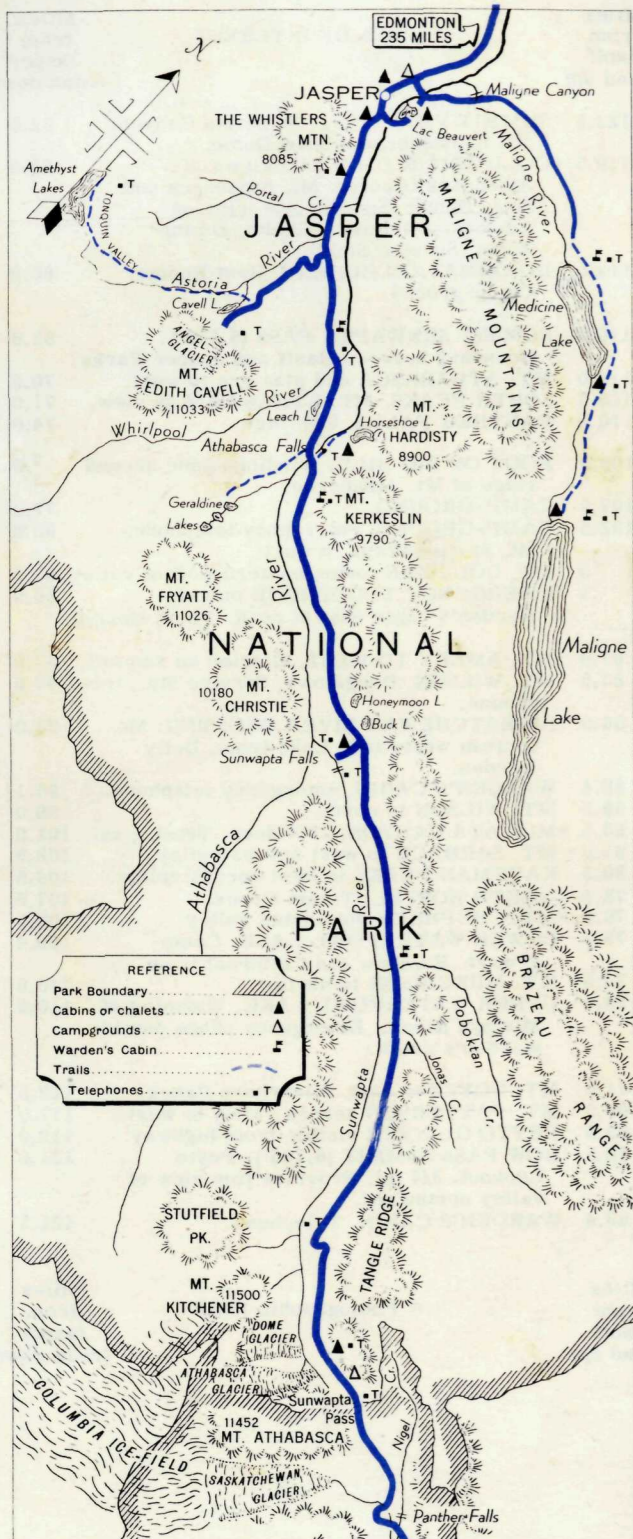 EDMONTON
235 MILES
N
JASPER
Maligne Canyon
THE WHISTLERS
MTN.
8085
Lac Beauvert
Maligne River
Amethyst
Lakes
T
T
Portal Cr.
JASPER
MALIGNE
MOUNTAINS
TONQUIN
VALLEY
Astoria River
T
Cavell L.
T
Medicine
Lake
ANGEL
GLACIER
MT.
EDITH CAVELL
11033
T
T
Whirlpool River
Leach L.
Horseshoe L.
MT.
HARDISTY
8900
Athabasca Falls
T
Geraldine
Lakes
T
MT.
KERKESLIN
9790
T
River
MT.
FRYATT
11026
NATIONAL
10180
MT.
CHRISTIE
Maligne
Lake
Honeymoon L.
Buck L.
T
Sunwapta Falls
T
Athabasca
River
PARK
T
BRAZEAU
RANGE
REFERENCE
Park Boundary
Cabins or chalets
Campgrounds
Warden's Cabin
Trails
Telephones T
Poboktan
Cr.
Jonas
Cr.
Sunwapta
STUTFIELD
PK.
T
TANGLE RIDGE
MT.
KITCHENER
11500
DOME
GLACIER
T
ATHABASCA
GLACIER
Sunwapta
Pass
T
Cr.
COLUMBIA ICE-FIELD
11452
MT. ATHABASCA
Nigel
SASKATCHEWAN
GLACIER
Panther Falls